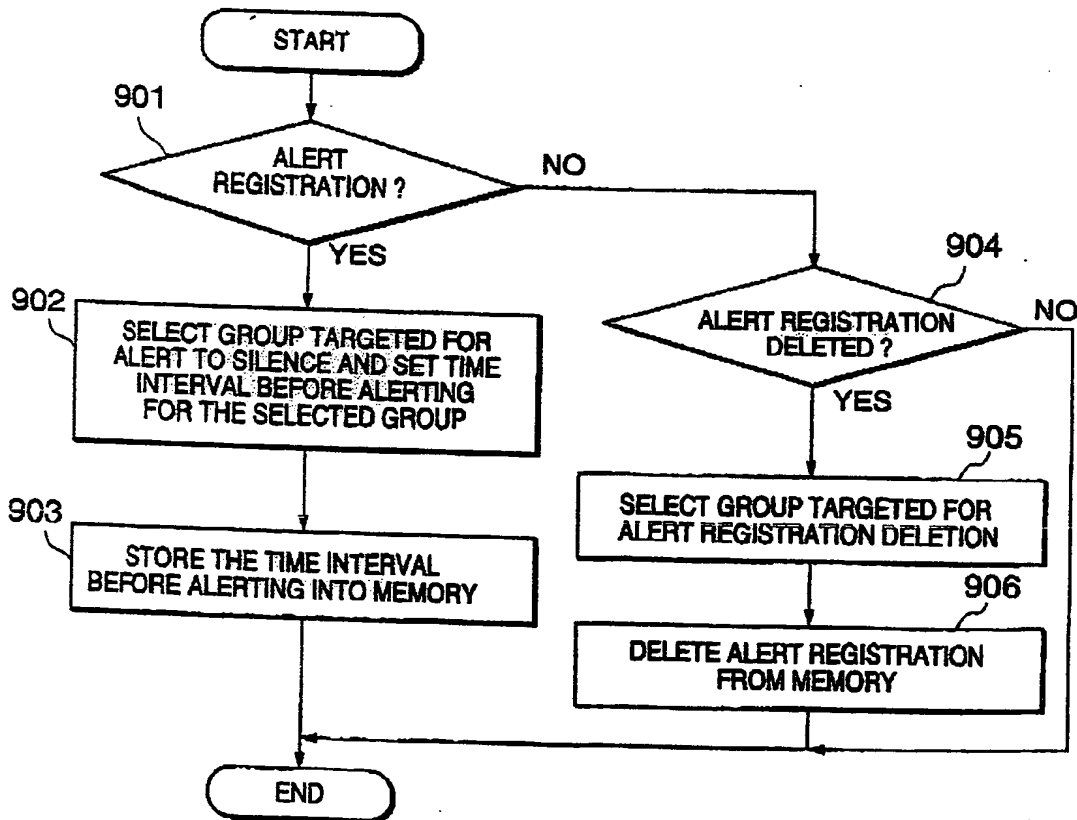 START
901
ALERT
REGISTRATION ?
NO
YES
902
SELECT GROUP TARGETED FOR
ALERT TO SILENCE AND SET TIME
INTERVAL BEFORE ALERTING
FOR THE SELECTED GROUP
903
STORE THE TIME INTERVAL
BEFORE ALERTING INTO MEMORY
904
ALERT REGISTRATION
DELETED ?
NO
YES
905
SELECT GROUP TARGETED FOR
ALERT REGISTRATION DELETION
906
DELETE ALERT REGISTRATION
FROM MEMORY
END